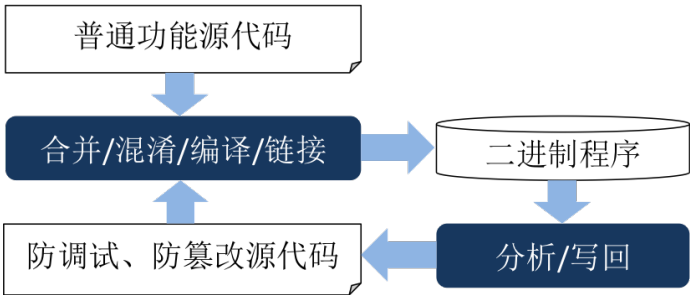 普通功能源代码
合并/混淆/编译/链接
二进制程序
防调试、防篡改源代码
分析/写回